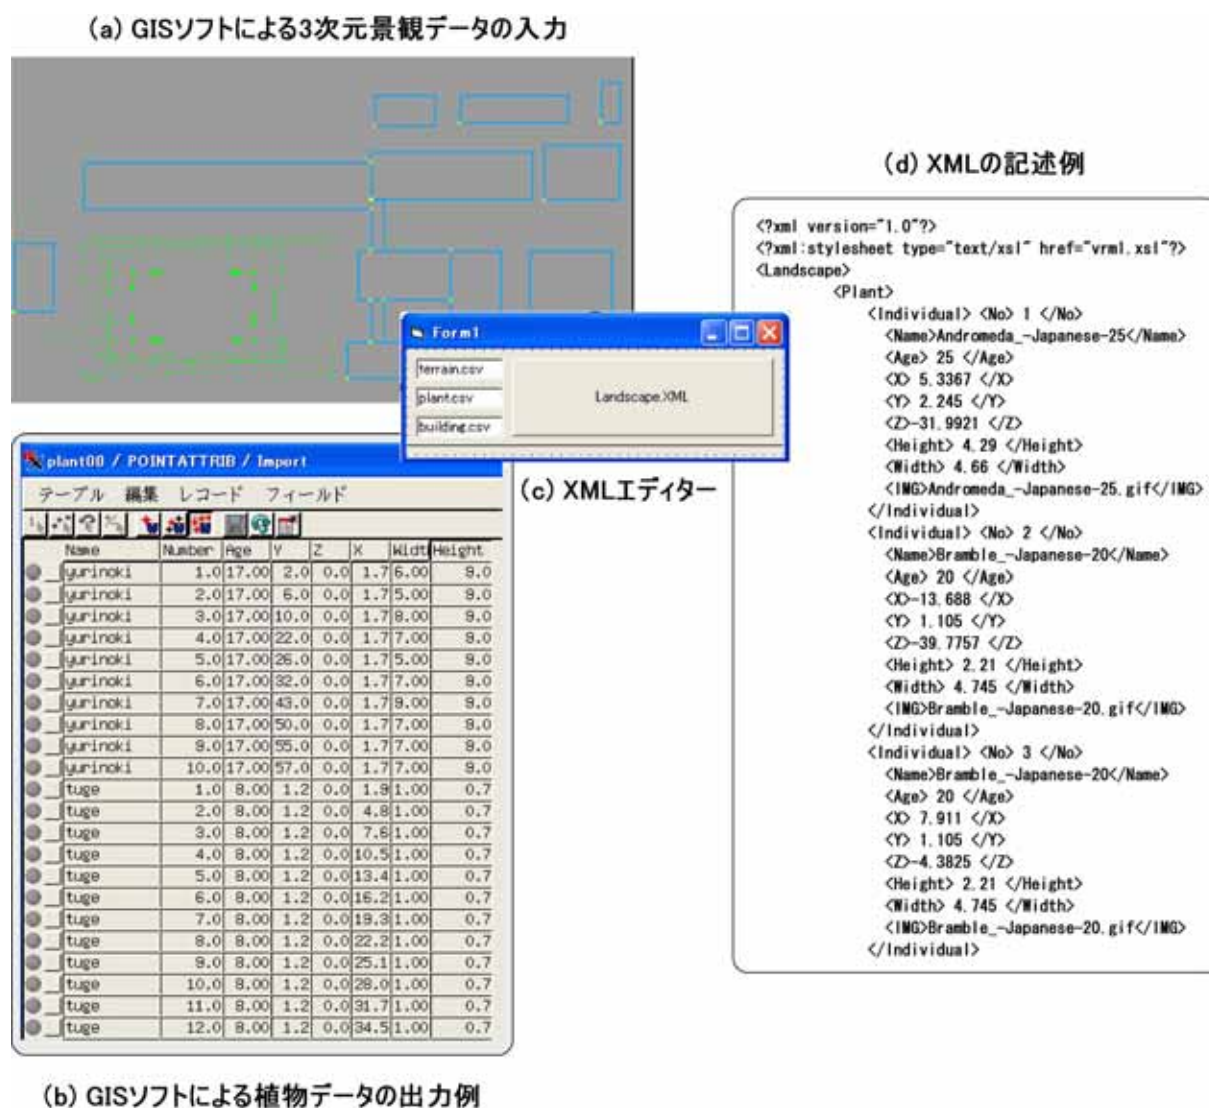 (a) GISソフトによる3次元景観データの入力
Form1
terrain.csv
plant.csv
building.csv
Landscape.XML
(c) XMLエディター
plant00 / POINTATTRIB / Import
テーブル 編集 レコード フィールド
Name Number Age Y Z X Widt Height
yurinoki 1.0 17.00 2.0 0.0 1.7 6.00 9.0
yurinoki 2.0 17.00 6.0 0.0 1.7 5.00 9.0
yurinoki 3.0 17.00 10.0 0.0 1.7 8.00 9.0
yurinoki 4.0 17.00 22.0 0.0 1.7 7.00 9.0
yurinoki 5.0 17.00 26.0 0.0 1.7 5.00 9.0
yurinoki 6.0 17.00 32.0 0.0 1.7 7.00 9.0
yurinoki 7.0 17.00 43.0 0.0 1.7 9.00 9.0
yurinoki 8.0 17.00 50.0 0.0 1.7 7.00 9.0
yurinoki 9.0 17.00 55.0 0.0 1.7 7.00 9.0
yurinoki 10.0 17.00 57.0 0.0 1.7 7.00 9.0
tuge 1.0 8.00 1.2 0.0 1.9 1.00 0.7
tuge 2.0 8.00 1.2 0.0 4.8 1.00 0.7
tuge 3.0 8.00 1.2 0.0 7.6 1.00 0.7
tuge 4.0 8.00 1.2 0.0 10.5 1.00 0.7
tuge 5.0 8.00 1.2 0.0 13.4 1.00 0.7
tuge 6.0 8.00 1.2 0.0 16.2 1.00 0.7
tuge 7.0 8.00 1.2 0.0 19.3 1.00 0.7
tuge 8.0 8.00 1.2 0.0 22.2 1.00 0.7
tuge 9.0 8.00 1.2 0.0 25.1 1.00 0.7
tuge 10.0 8.00 1.2 0.0 28.0 1.00 0.7
tuge 11.0 8.00 1.2 0.0 31.7 1.00 0.7
tuge 12.0 8.00 1.2 0.0 34.5 1.00 0.7
(b) GISソフトによる植物データの出力例
(d) XMLの記述例
<?xml version="1.0"?>
<?xml:stylesheet type="text/xsl" href="vrml.xsl"?>
<Landscape>
<Plant>
<Individual> <No> 1 </No>
<Name>Andromeda_-Japanese-25</Name>
<Age> 25 </Age>
<X> 5.3367 </X>
<Y> 2.245 </Y>
<Z>-31.9921 </Z>
<Height> 4.29 </Height>
<Width> 4.66 </Width>
<IMG>Andromeda_-Japanese-25.gif</IMG>
</Individual>
<Individual> <No> 2 </No>
<Name>Bramble_-Japanese-20</Name>
<Age> 20 </Age>
<X>-13.688 </X>
<Y> 1.105 </Y>
<Z>-39.7757 </Z>
<Height> 2.21 </Height>
<Width> 4.745 </Width>
<IMG>Bramble_-Japanese-20.gif</IMG>
</Individual>
<Individual> <No> 3 </No>
<Name>Bramble_-Japanese-20</Name>
<Age> 20 </Age>
<X> 7.911 </X>
<Y> 1.105 </Y>
<Z>-4.3825 </Z>
<Height> 2.21 </Height>
<Width> 4.745 </Width>
<IMG>Bramble_-Japanese-20.gif</IMG>
</Individual>